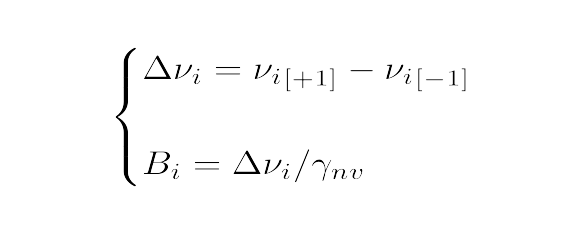 Δν_i = ν_{i[+1]} − ν_{i[−1]}
B_i = Δν_i/γ_{nv}